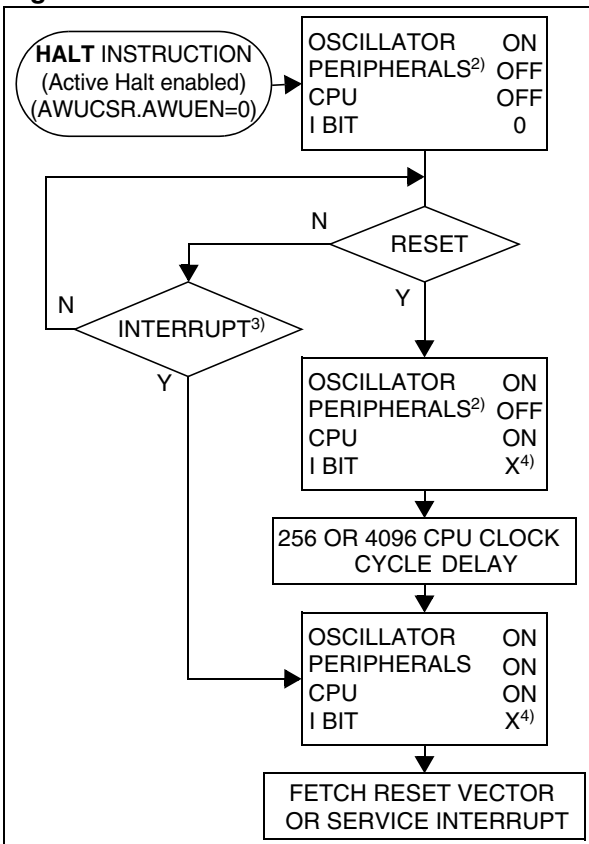 HALT INSTRUCTION
(Active Halt enabled)
(AWUCSR.AWUEN=0)
OSCILLATOR ON
PERIPHERALS2) OFF
CPU OFF
I BIT 0
N
RESET
Y
N
INTERRUPT3)
Y
OSCILLATOR ON
PERIPHERALS2) OFF
CPU ON
I BIT X4)
256 OR 4096 CPU CLOCK
CYCLE DELAY
OSCILLATOR ON
PERIPHERALS ON
CPU ON
I BIT X4)
FETCH RESET VECTOR
OR SERVICE INTERRUPT